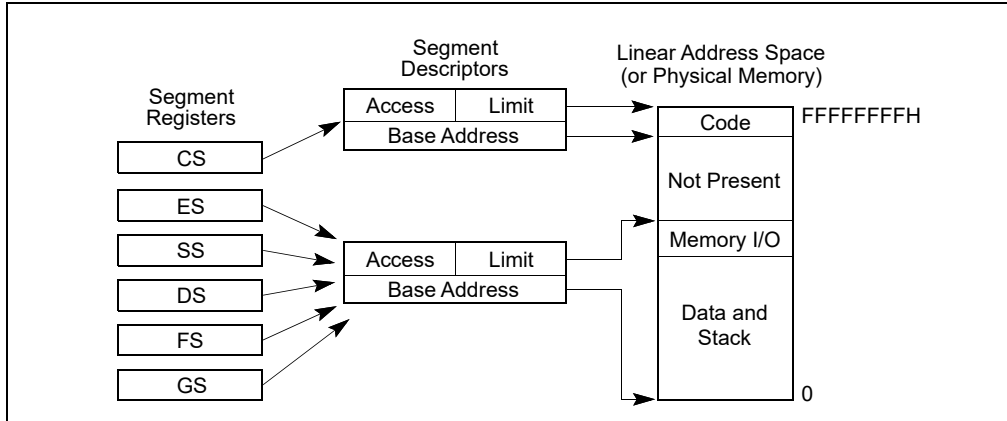 Segment
Registers
CS
ES
SS
DS
FS
GS
Segment
Descriptors
Access
Limit
Base Address
Access
Limit
Base Address
Linear Address Space
(or Physical Memory)
Code
FFFFFFFFH
Not Present
Memory I/O
Data and
Stack
0